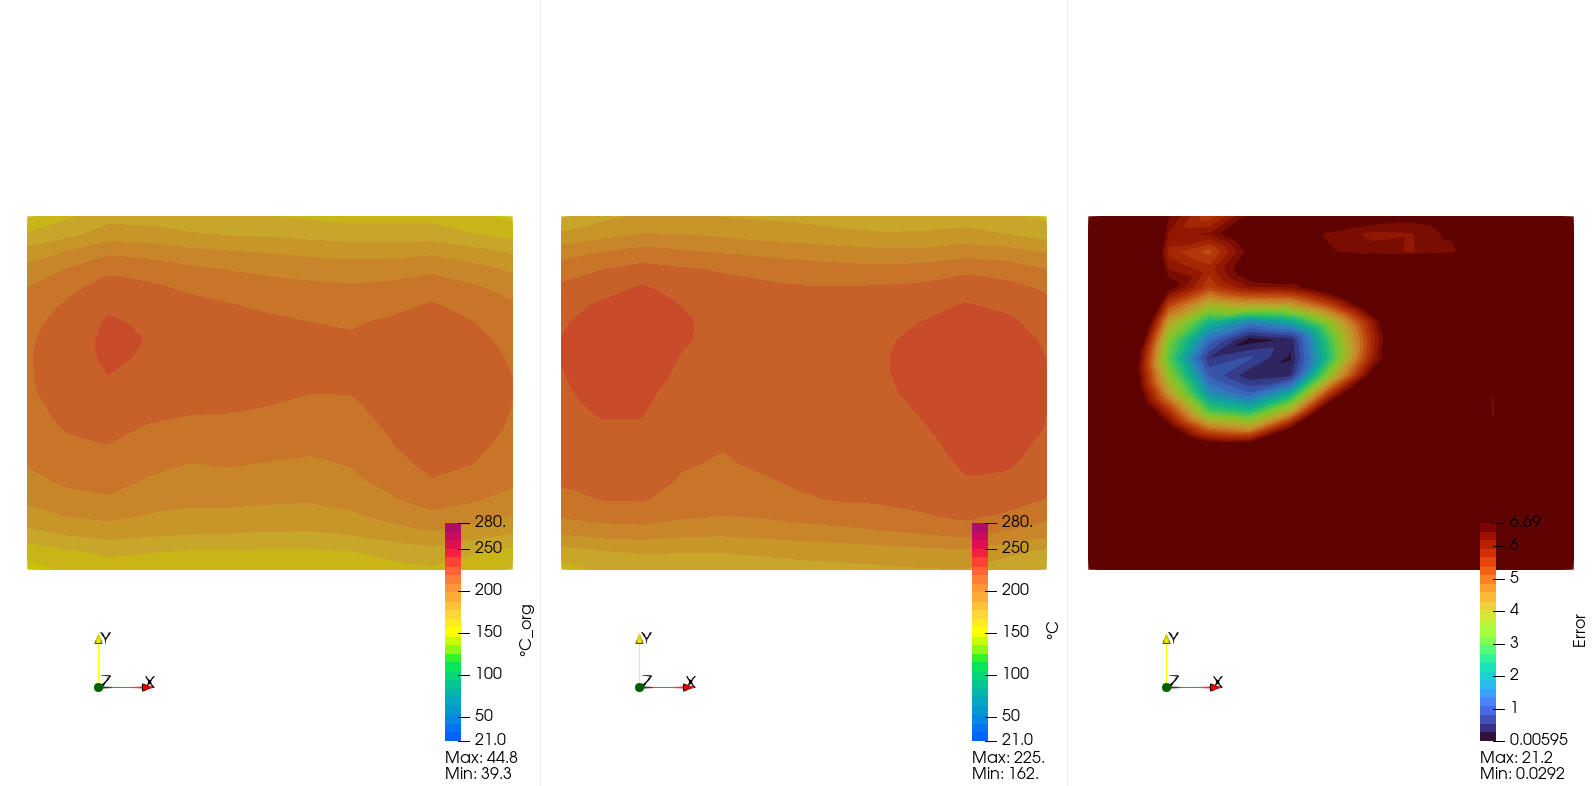 280.
250
200
150
100
50
21.0
°C_org
Max: 44.8
Min: 39.3
Y
Z
X
280.
250
200
150
100
50
21.0
°C
Max: 225.
Min: 162.
Y
Z
X
6.69
6
5
4
3
2
1
0.00595
Error
Max: 21.2
Min: 0.0292
Y
Z
X